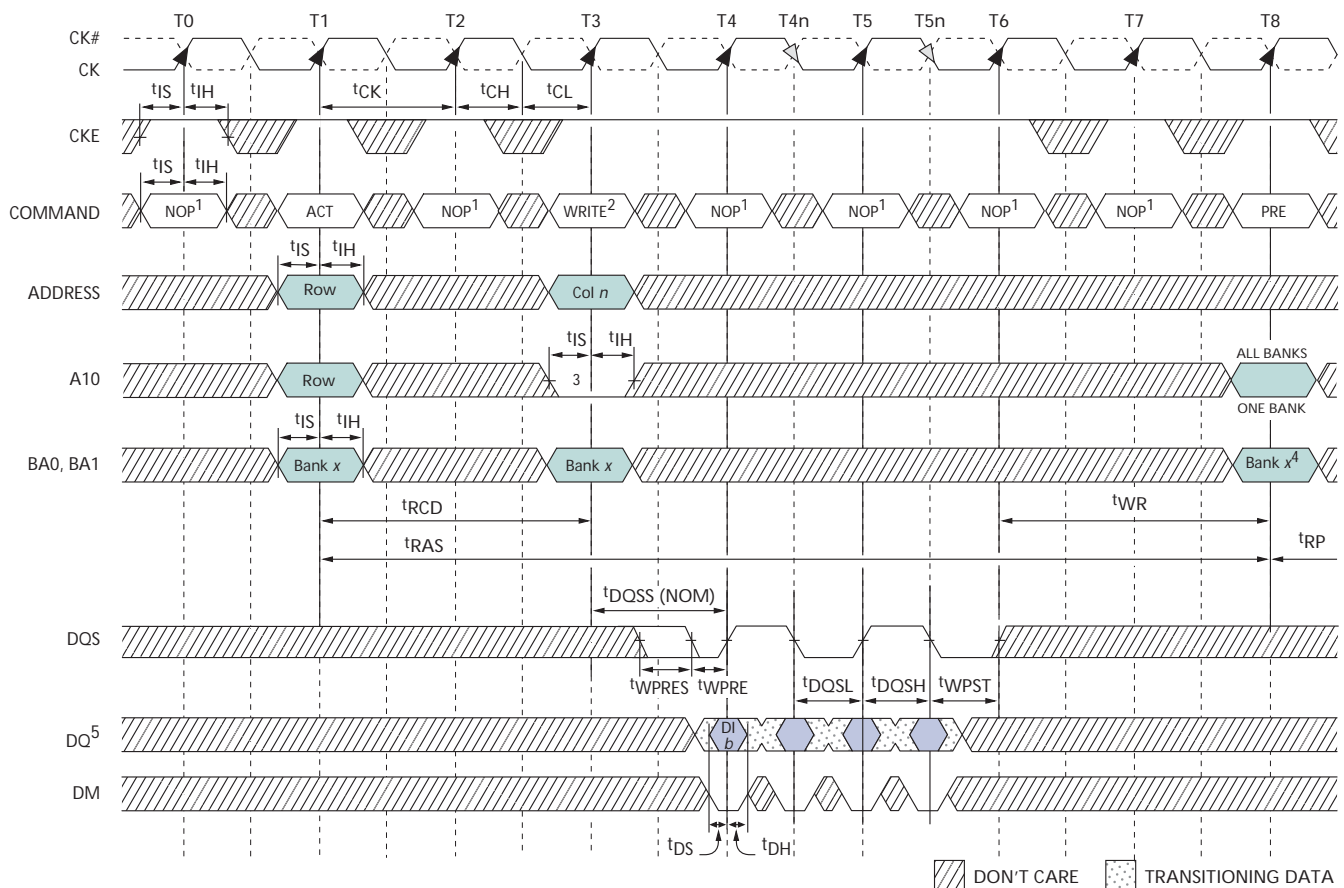 T0 T1 T2 T3 T4 T4n T5 T5n T6 T7 T8
CK#
CK
tIS tIH tCK tCH tCL
CKE
tIS tIH
COMMAND NOP1 ACT NOP1 WRITE2 NOP1 NOP1 NOP1 NOP1 PRE
tIS tIH
ADDRESS Row Col n
tIS tIH ALL BANKS
A10 Row 3
ONE BANK
tIS tIH
BA0, BA1 Bank x Bank x Bank x4
tRCD tWR
tRAS tRP
tDQSS (NOM)
DQS
tWPRES tWPRE tDQSL tDQSH tWPST
DQ5 DI b
DM
tDS tDH
DON'T CARE TRANSITIONING DATA